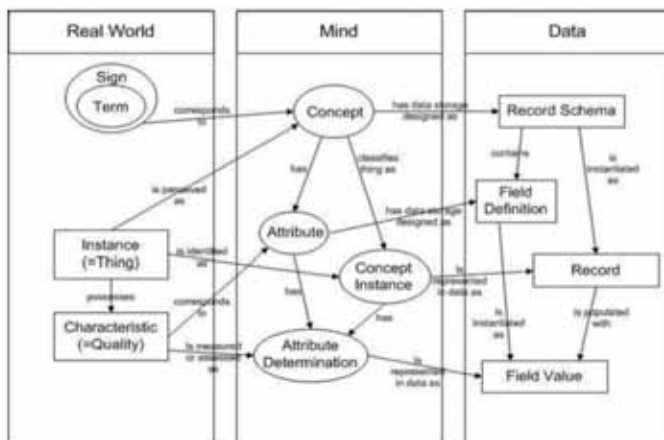 Real World
Mind
Data
Sign
Term
corresponds
to
Concept
has data storage
designed as
Record Schema
has
classifies
thing as
contains
is
instantiated
as
is perceived
as
Field
Definition
Attribute
has data storage
designed as
Instance
(=Thing)
is identified
as
Concept
Instance
is
represented
in data as
Record
possesses
corresponds
to
has
has
is
instantiated
as
is populated
with
Characteristic
(=Quality)
is measured
or assessed
as
Attribute
Determination
is
represented
in data as
Field Value